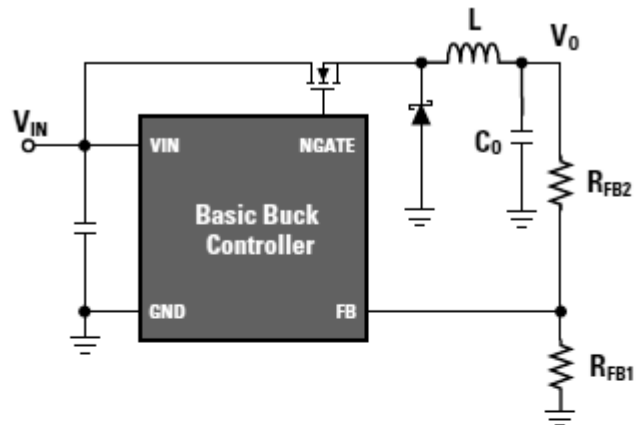 L
V0
VIN
VIN
NGATE
C0
RFB2
Basic Buck
Controller
GND
FB
RFB1